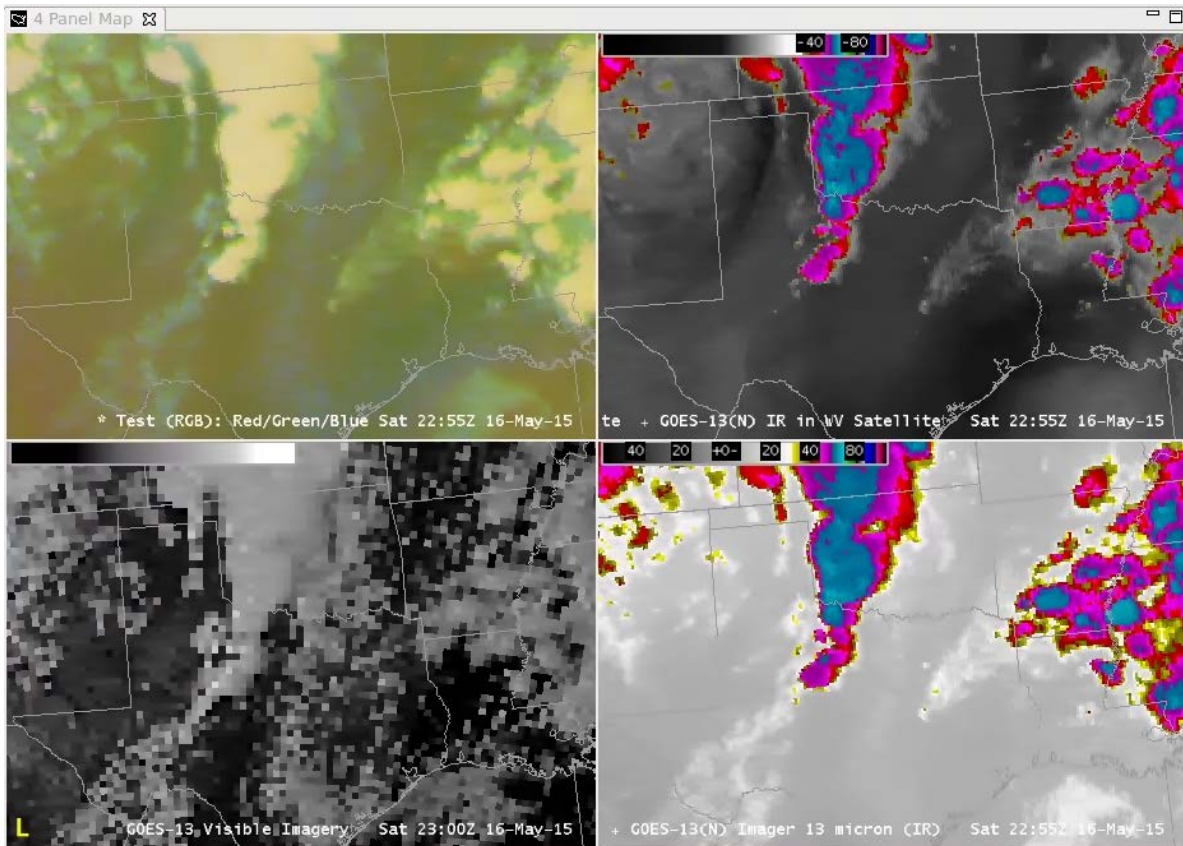 4 Panel Map
-40 -80
* Test (RGB): Red/Green/Blue Sat 22:55Z 16-May-15
te + GOES-13(N) IR in WV Satellite Sat 22:55Z 16-May-15
40 20 +0- 20 40 80
L
GOES-13 Visible Imagery Sat 23:00Z 16-May-15
+ GOES-13(N) Imager 13 micron (IR) Sat 22:55Z 16-May-15